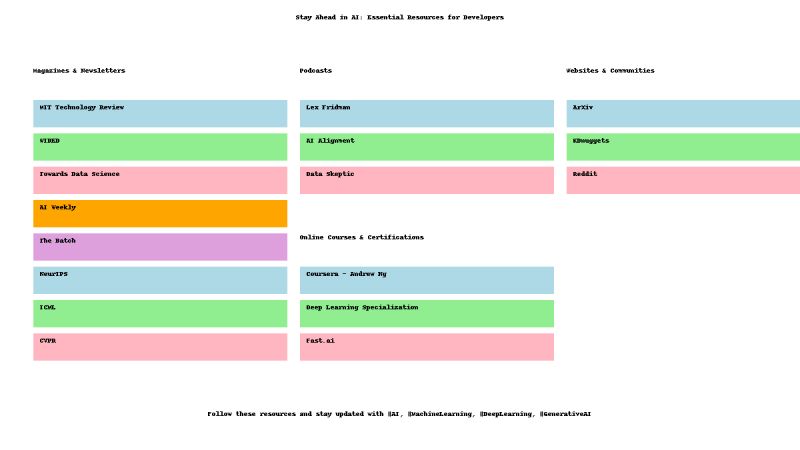 Stay Ahead in AI: Essential Resources for Developers
Magazines & Newsletters
MIT Technology Review
WIRED
Towards Data Science
AI Weekly
The Batch
NeurIPS
ICML
CVPR
Podcasts
Lex Fridman
AI Alignment
Data Skeptic
Online Courses & Certifications
Coursera - Andrew Ng
Deep Learning Specialization
Fast.ai
Websites & Communities
ArXiv
KDnuggets
Reddit
Follow these resources and stay updated with #AI, #MachineLearning, #DeepLearning, #GenerativeAI